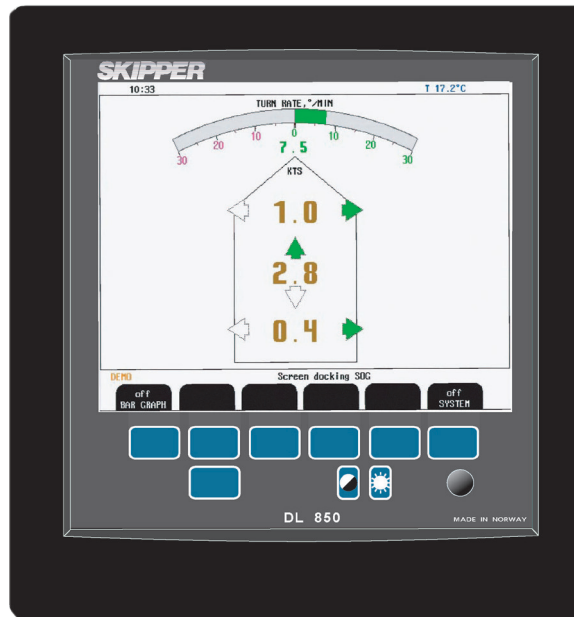 SKIPPER
10:33 T 17.2°C
TURN RATE,°/MIN
30 20 10 0 10 20 30
7.5
KTS
1.0
2.8
0.4
DEMO Screen docking SOG
off off
BAR GRAPH SYSTEM
DL 850
MADE IN NORWAY